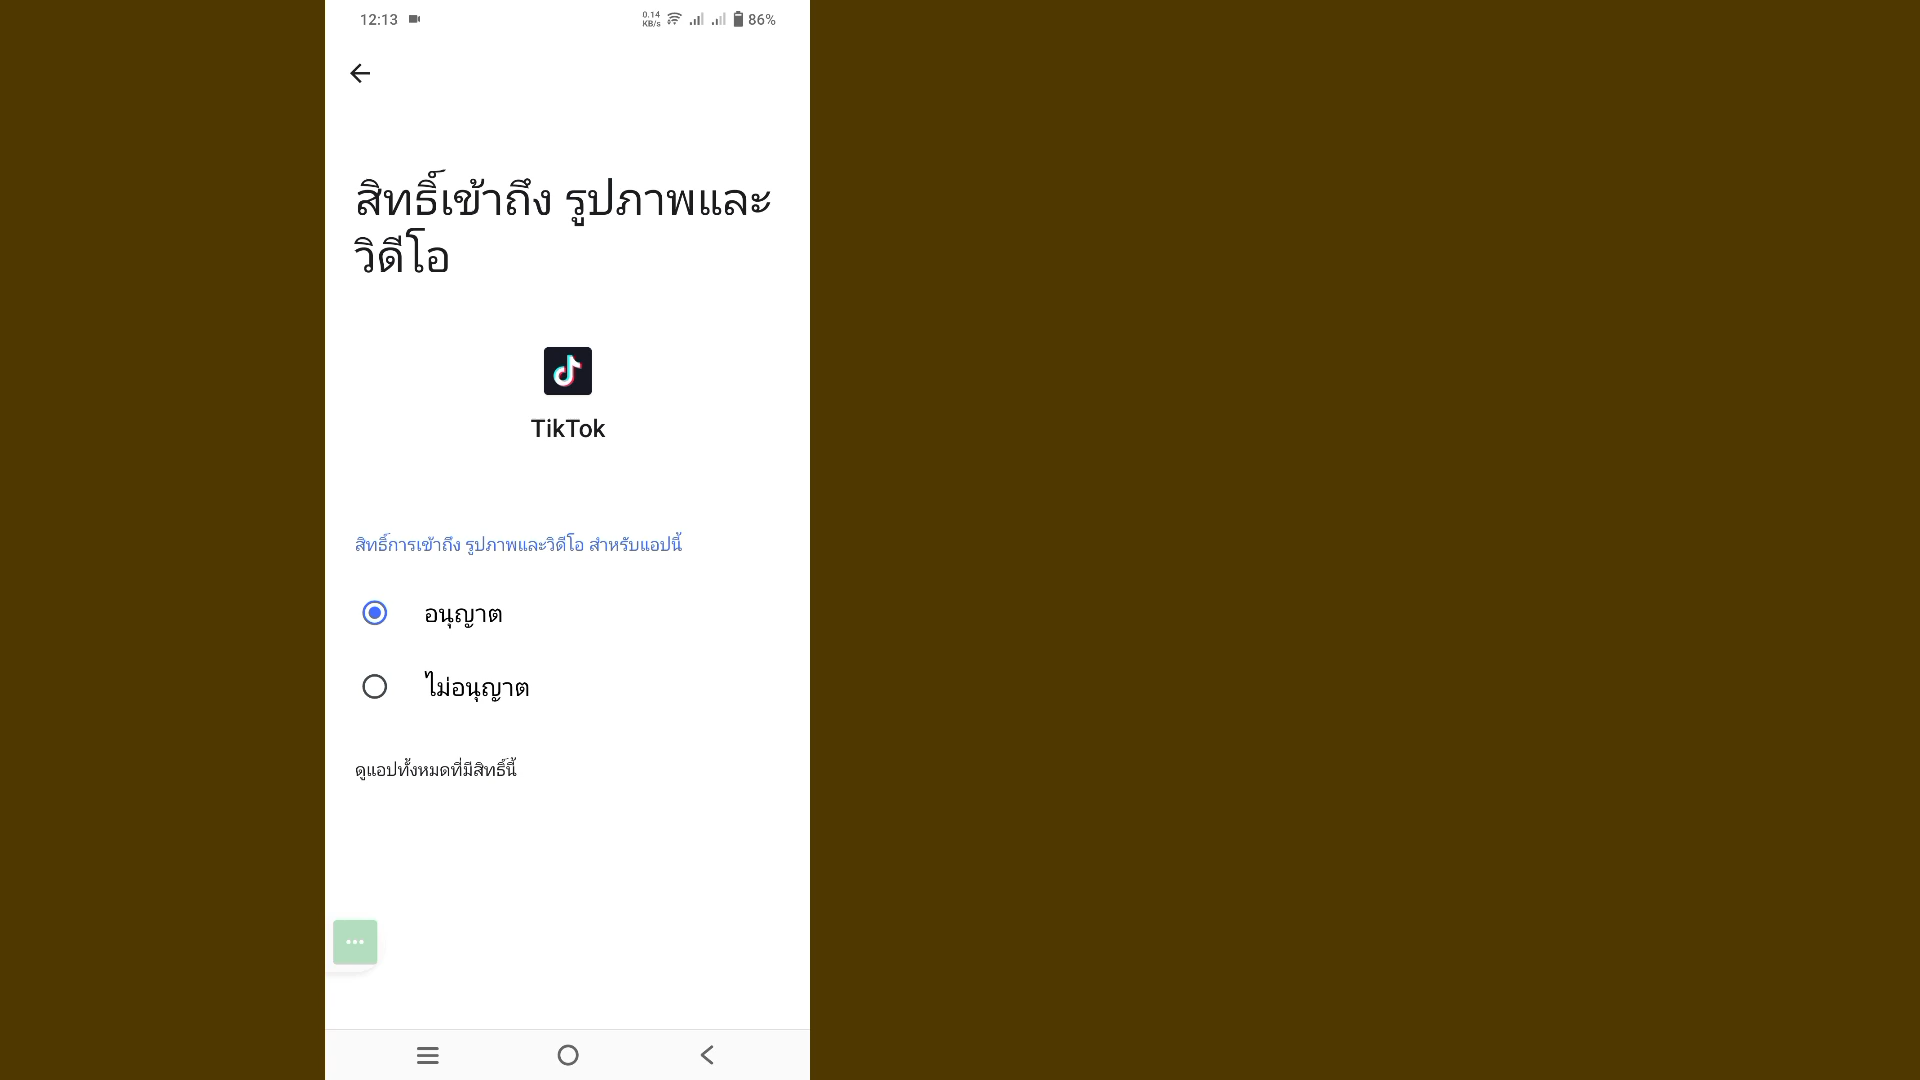 12:13
0.14
KB/s
86%
สิทธิ์เข้าถึง รูปภาพและ
วิดีโอ
TikTok
สิทธิ์การเข้าถึง รูปภาพและวิดีโอ สำหรับแอปนี้
อนุญาต
ไม่อนุญาต
ดูแอปทั้งหมดที่มีสิทธิ์นี้